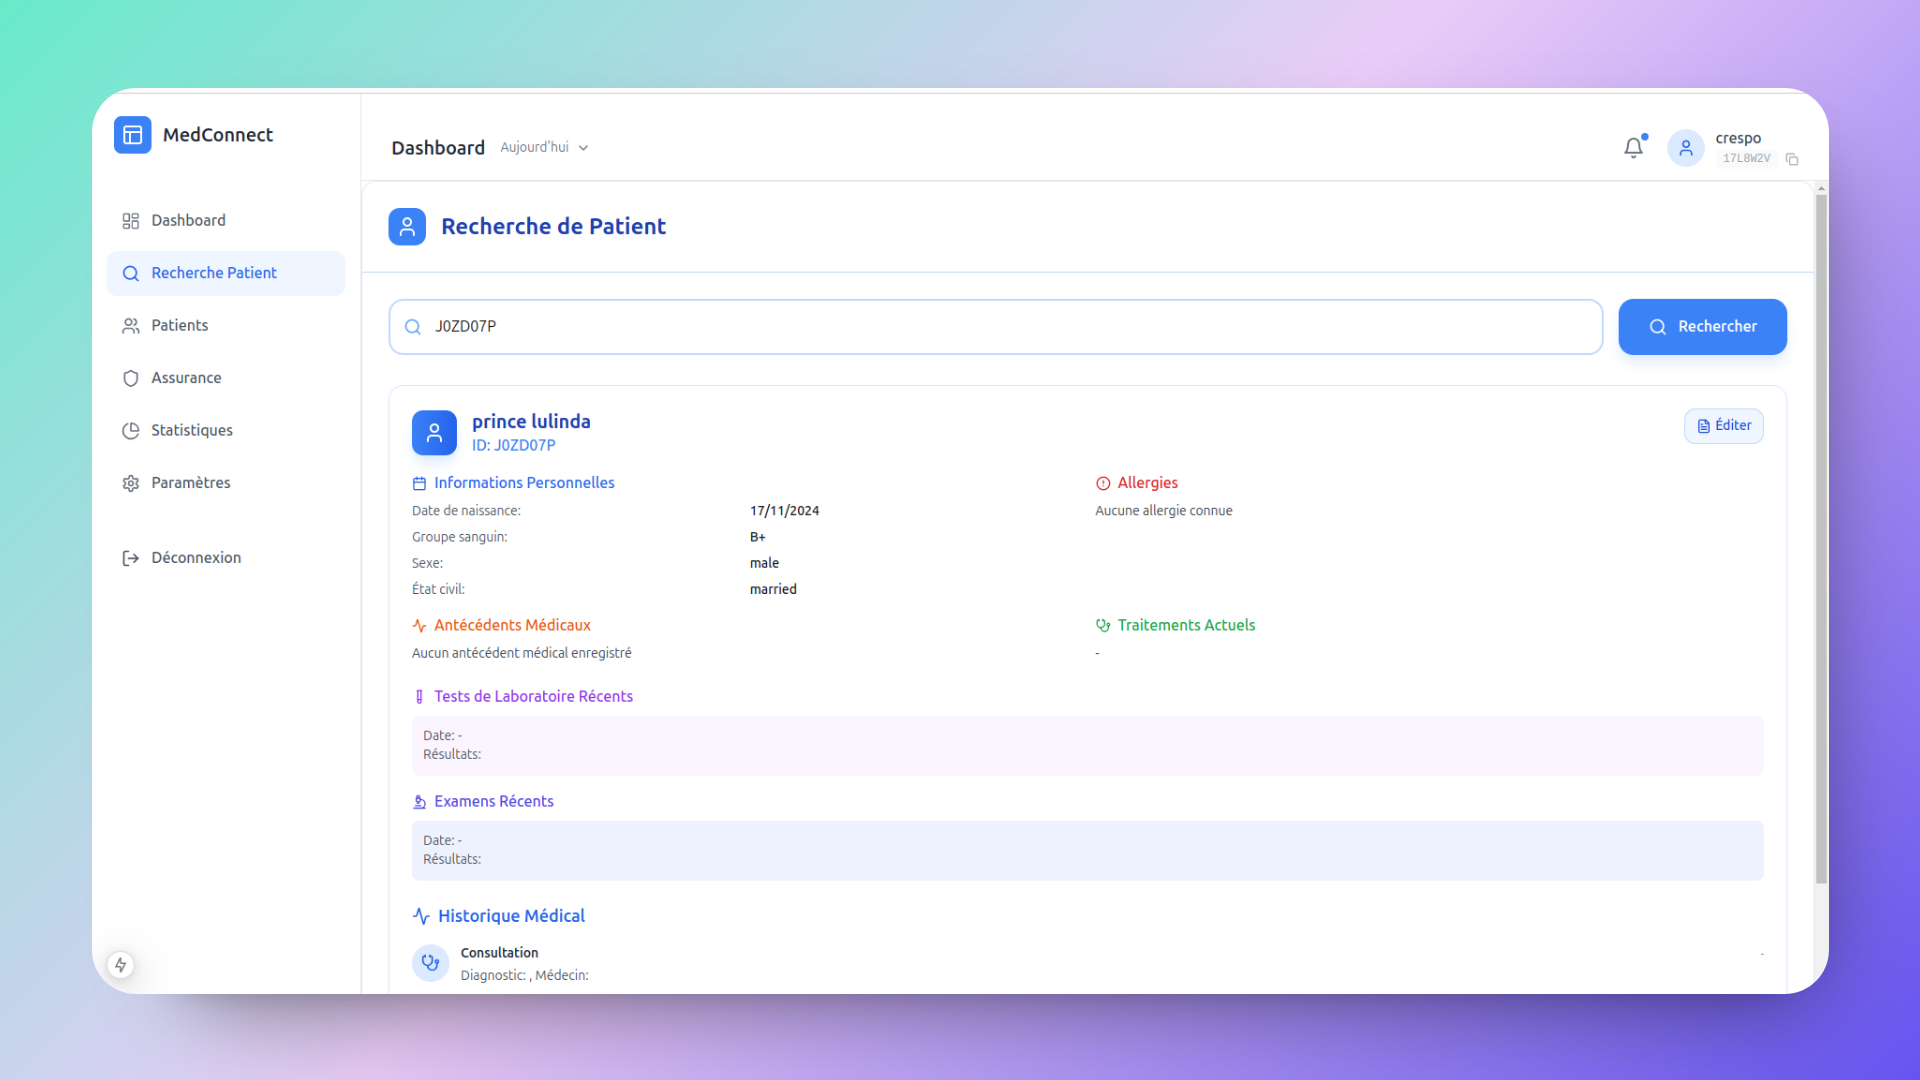 MedConnect
Dashboard
Recherche Patient
Patients
Assurance
Statistiques
Paramètres
Déconnexion
Dashboard Aujourd'hui
crespo
17L8W2V
Recherche de Patient
J0ZD07P
Rechercher
prince lulinda
ID: J0ZD07P
Éditer
Informations Personnelles
Date de naissance: 17/11/2024
Groupe sanguin: B+
Sexe: male
État civil: married
Allergies
Aucune allergie connue
Antécédents Médicaux
Aucun antécédent médical enregistré
Traitements Actuels
-
Tests de Laboratoire Récents
Date: -
Résultats:
Examens Récents
Date: -
Résultats:
Historique Médical
Consultation -
Diagnostic: , Médecin: